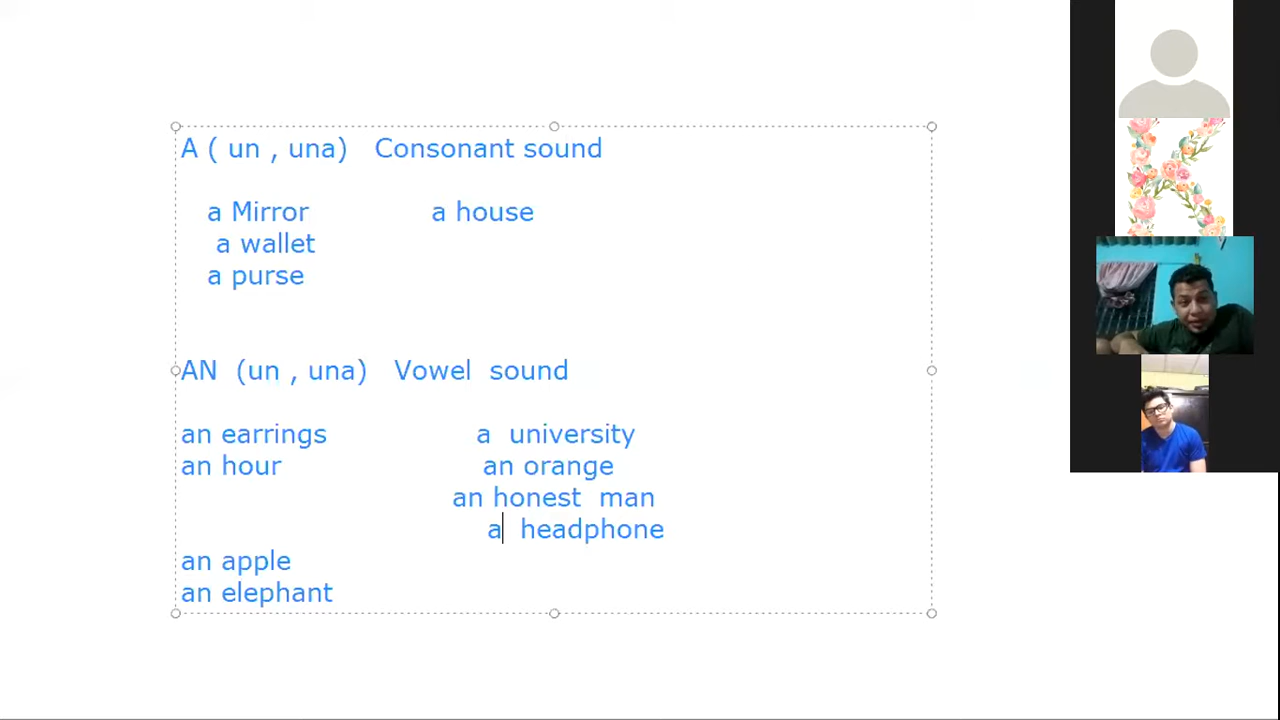 A ( un , una) Consonant sound
a Mirror a house
a wallet
a purse
AN (un , una) Vowel sound
an earrings a university
an hour an orange
an honest man
a headphone
an apple
an elephant